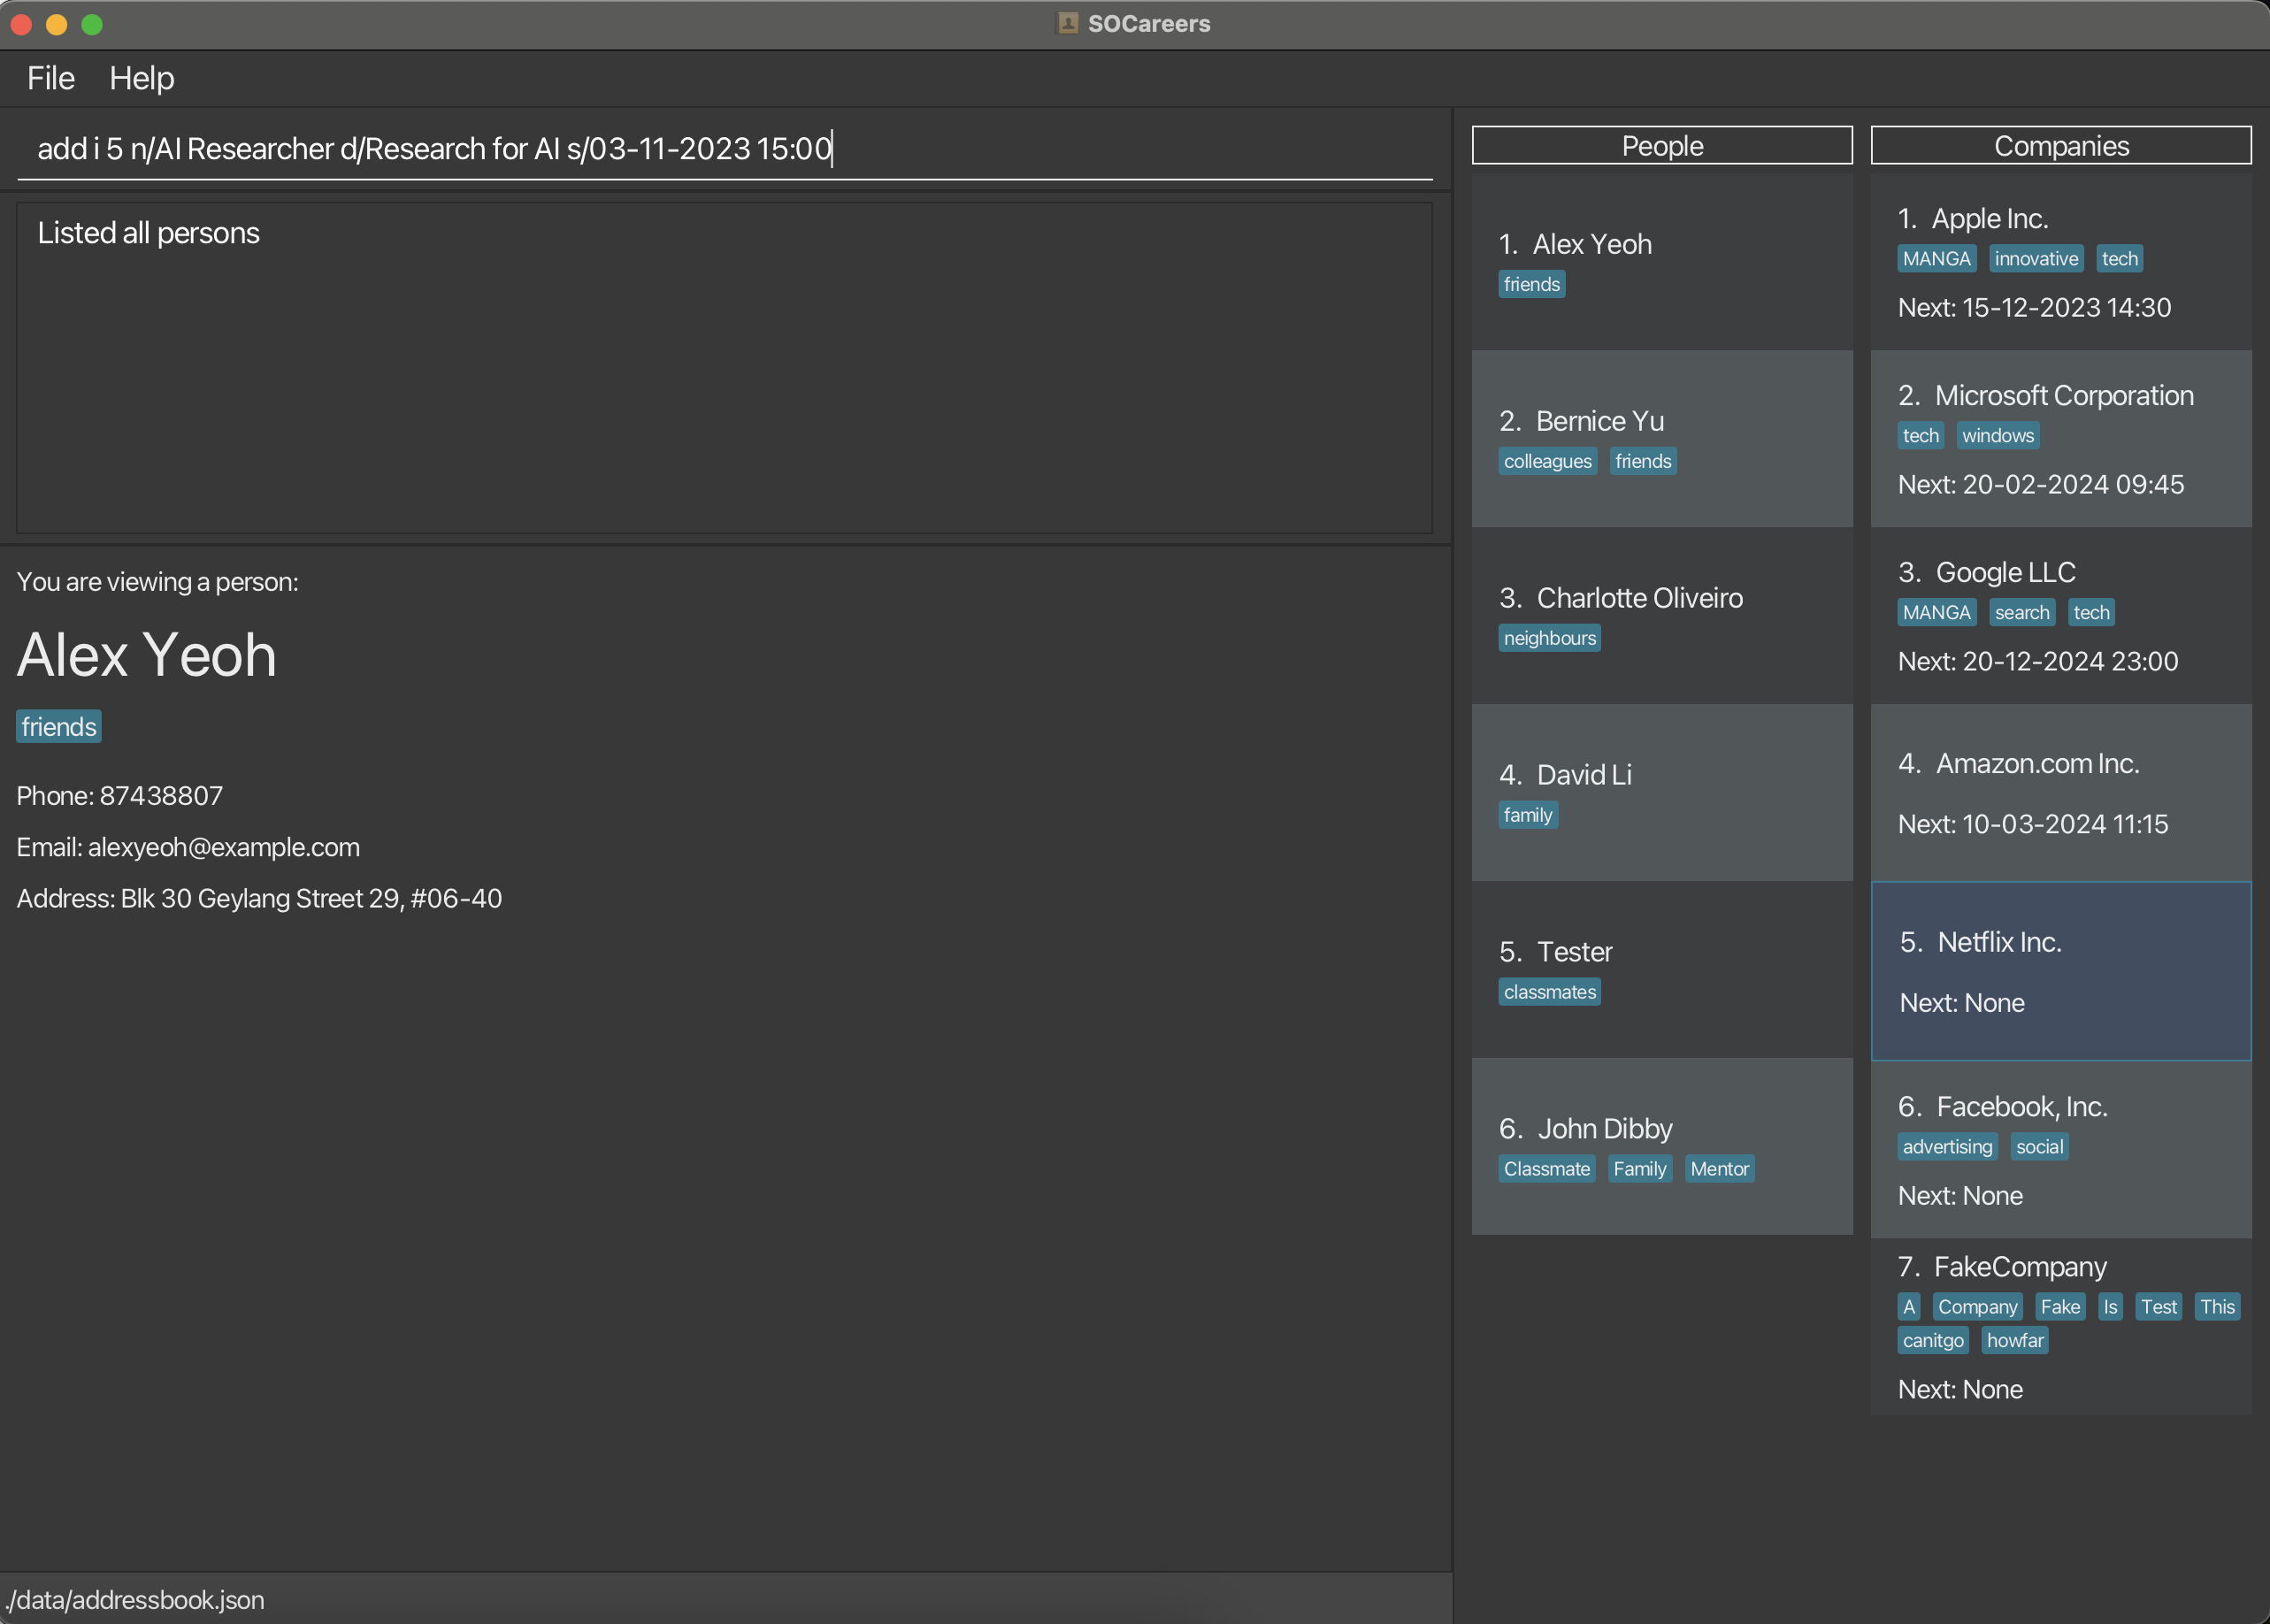 SOCareers
File Help
add i 5 n/AI Researcher d/Research for AI s/03-11-2023 15:00
Listed all persons
You are viewing a person:
Alex Yeoh
friends
Phone: 87438807
Email: alexyeoh@example.com
Address: Blk 30 Geylang Street 29, #06-40
./data/addressbook.json
People
1. Alex Yeoh
friends
2. Bernice Yu
colleagues friends
3. Charlotte Oliveiro
neighbours
4. David Li
family
5. Tester
classmates
6. John Dibby
Classmate Family Mentor
Companies
1. Apple Inc.
MANGA innovative tech
Next: 15-12-2023 14:30
2. Microsoft Corporation
tech windows
Next: 20-02-2024 09:45
3. Google LLC
MANGA search tech
Next: 20-12-2024 23:00
4. Amazon.com Inc.
Next: 10-03-2024 11:15
5. Netflix Inc.
Next: None
6. Facebook, Inc.
advertising social
Next: None
7. FakeCompany
A Company Fake Is Test This
canitgo howfar
Next: None